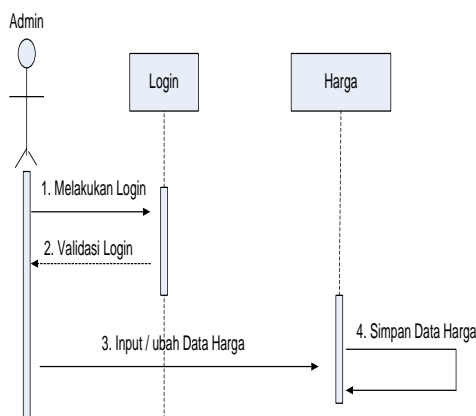 Admin
Login
Harga
1. Melakukan Login
2. Validasi Login
3. Input / ubah Data Harga
4. Simpan Data Harga